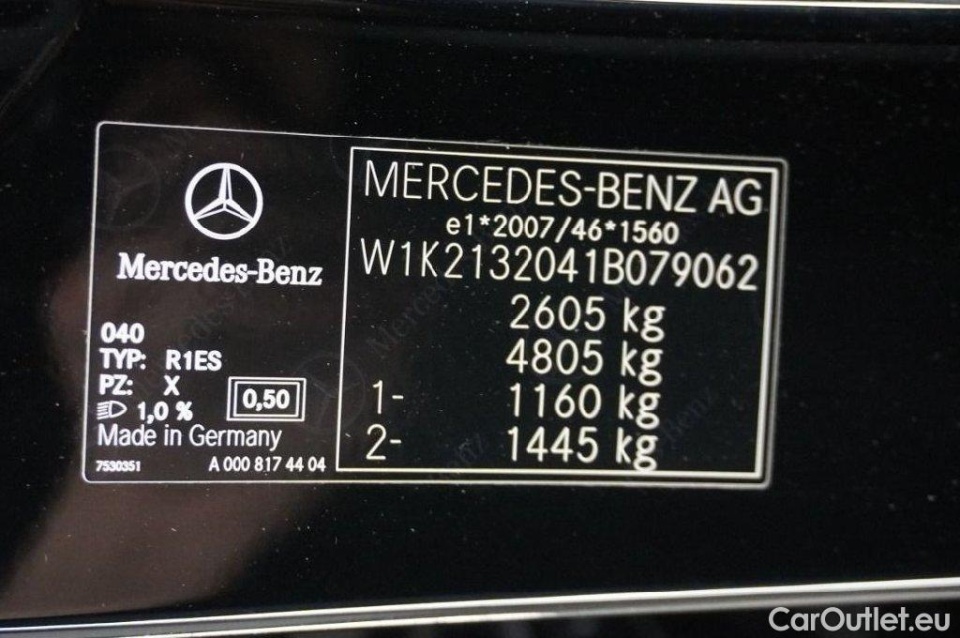 Mercedes-Benz
040
TYP: R1ES
PZ: X
1,0 %
0,50
Made in Germany
7530351 A 000 817 44 04
MERCEDES-BENZ AG
e1*2007/46*1560
W1K2132041B079062
2605 kg
4805 kg
1- 1160 kg
2- 1445 kg
CarOutlet.eu